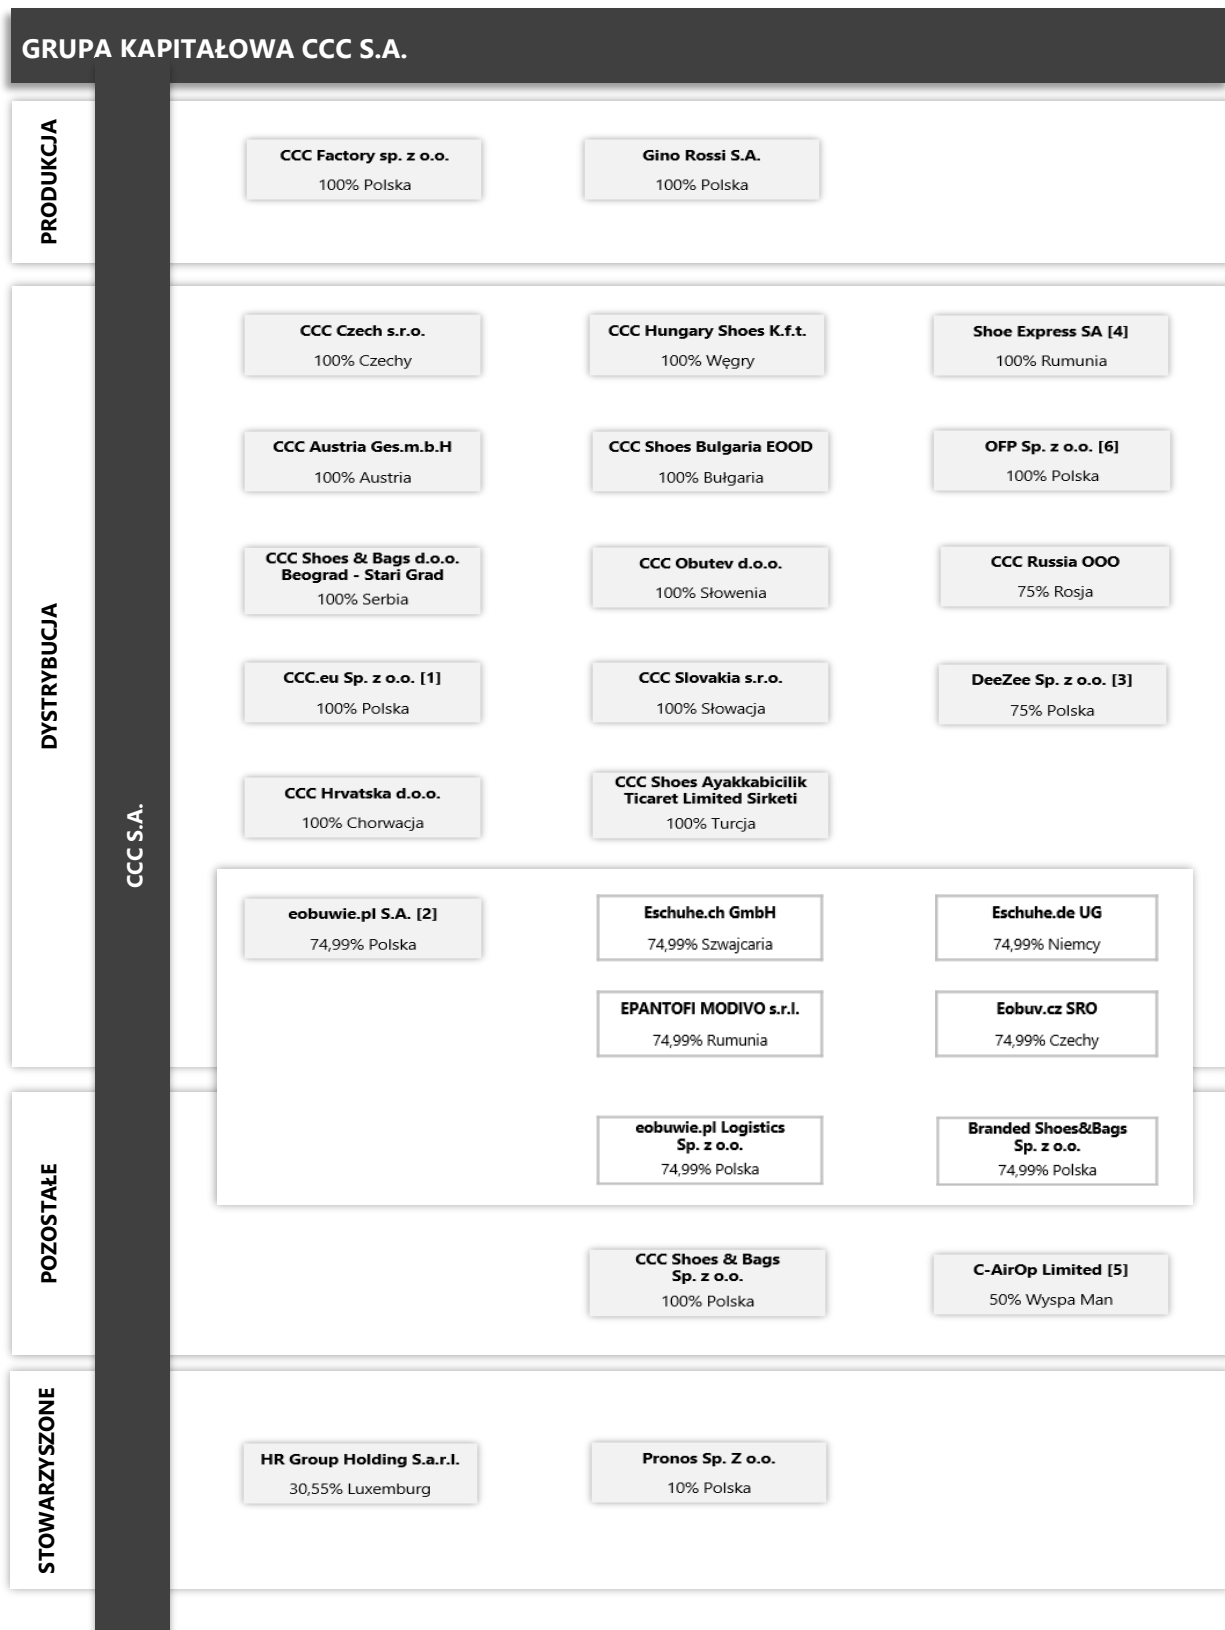 GRUPA KAPITAŁOWA CCC S.A.
CCC S.A.
PRODUKCJA
CCC Factory sp. z o.o.
100% Polska
Gino Rossi S.A.
100% Polska
DYSTRYBUCJA
CCC Czech s.r.o.
100% Czechy
CCC Hungary Shoes K.f.t.
100% Węgry
Shoe Express SA [4]
100% Rumunia
CCC Austria Ges.m.b.H
100% Austria
CCC Shoes Bulgaria EOOD
100% Bułgaria
OFP Sp. z o.o. [6]
100% Polska
CCC Shoes & Bags d.o.o.
Beograd - Stari Grad
100% Serbia
CCC Obutev d.o.o.
100% Słowenia
CCC Russia OOO
75% Rosja
CCC.eu Sp. z o.o. [1]
100% Polska
CCC Slovakia s.r.o.
100% Słowacja
DeeZee Sp. z o.o. [3]
75% Polska
CCC Hrvatska d.o.o.
100% Chorwacja
CCC Shoes Ayakkabicilik
Ticaret Limited Sirketi
100% Turcja
eobuwie.pl S.A. [2]
74,99% Polska
Eschuhe.ch GmbH
74,99% Szwajcaria
Eschuhe.de UG
74,99% Niemcy
EPANTOFI MODIVO s.r.l.
74,99% Rumunia
Eobuv.cz SRO
74,99% Czechy
POZOSTAŁE
eobuwie.pl Logistics
Sp. z o.o.
74,99% Polska
Branded Shoes&Bags
Sp. z o.o.
74,99% Polska
CCC Shoes & Bags
Sp. z o.o.
100% Polska
C-AirOp Limited [5]
50% Wyspa Man
STOWARZYSZONE
HR Group Holding S.a.r.l.
30,55% Luxemburg
Pronos Sp. Z o.o.
10% Polska